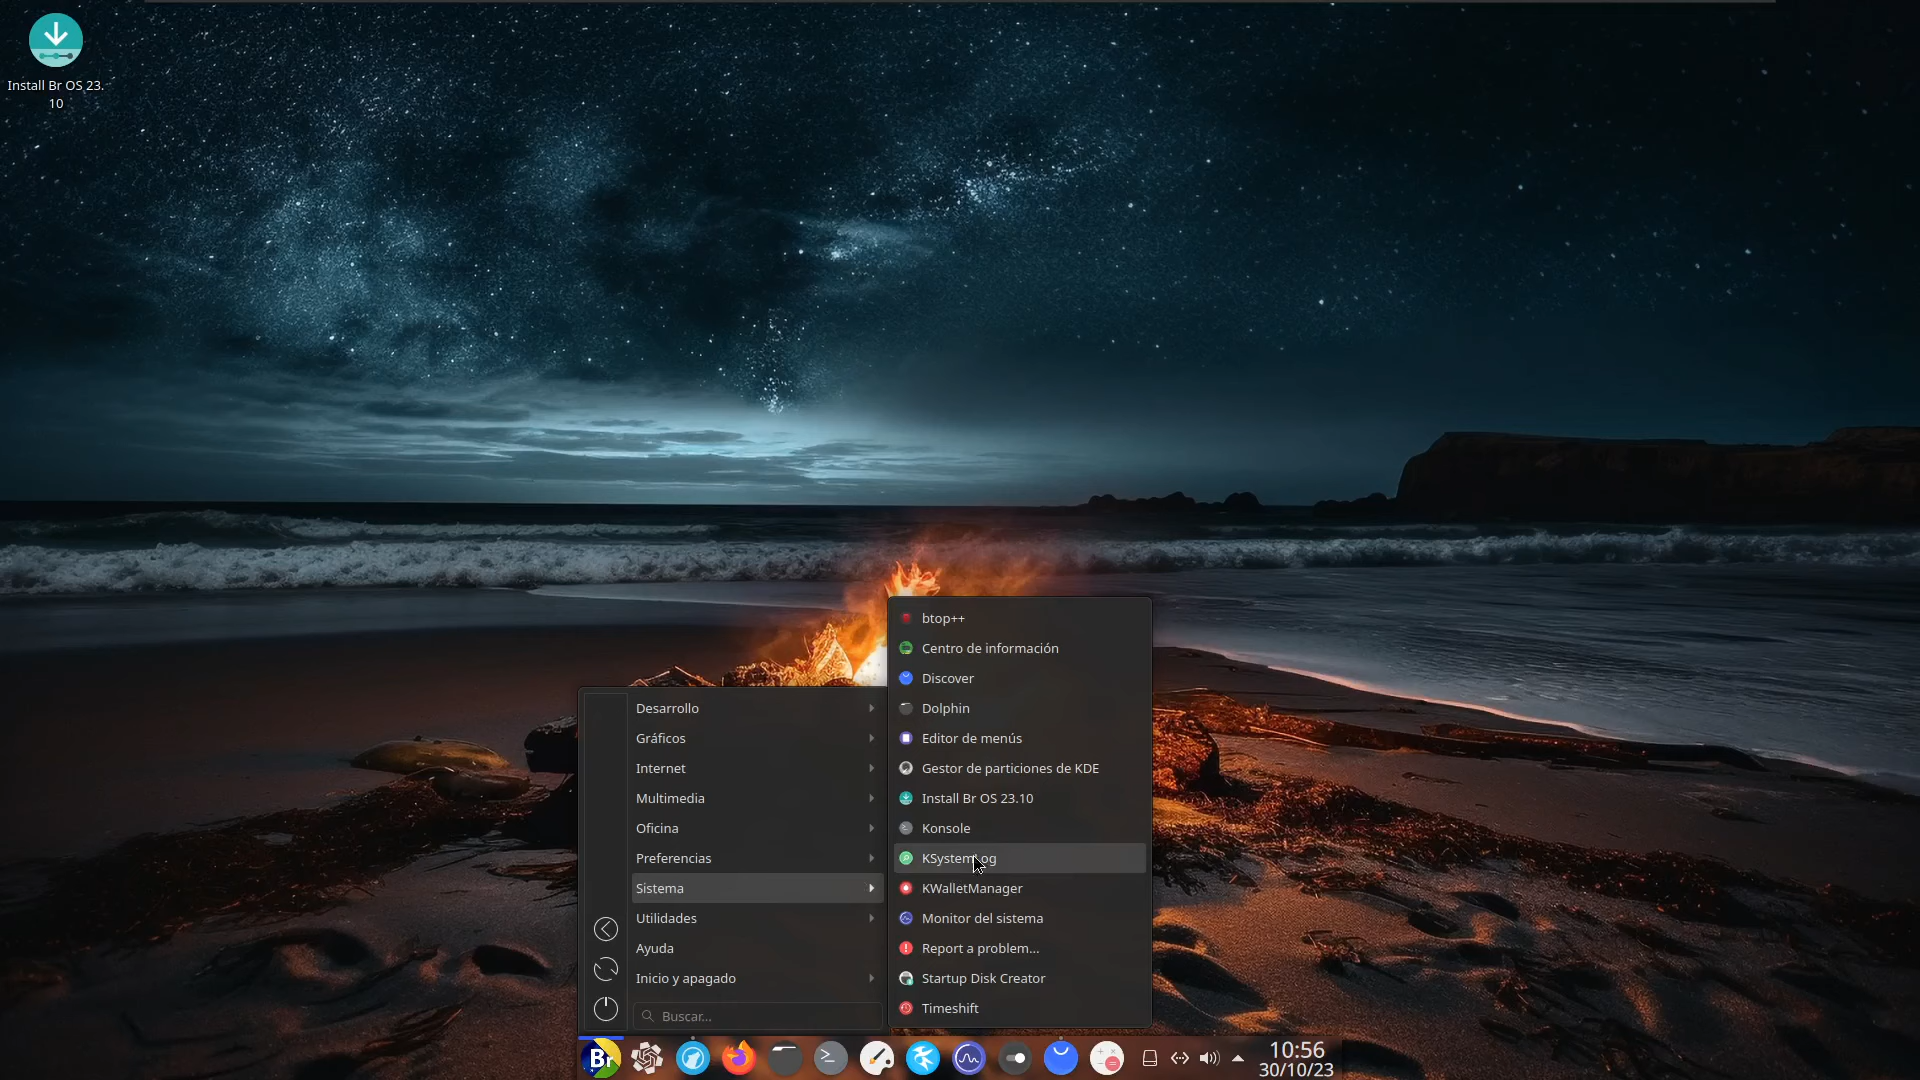 Install Br OS 23.
10
btop++
Centro de información
Discover
Dolphin
Editor de menús
Gestor de particiones de KDE
Install Br OS 23.10
Konsole
KSystemLog
KWalletManager
Monitor del sistema
Report a problem...
Startup Disk Creator
Timeshift
Desarrollo
Gráficos
Internet
Multimedia
Oficina
Preferencias
Sistema
Utilidades
Ayuda
Inicio y apagado
Buscar...
Br
10:56
30/10/23